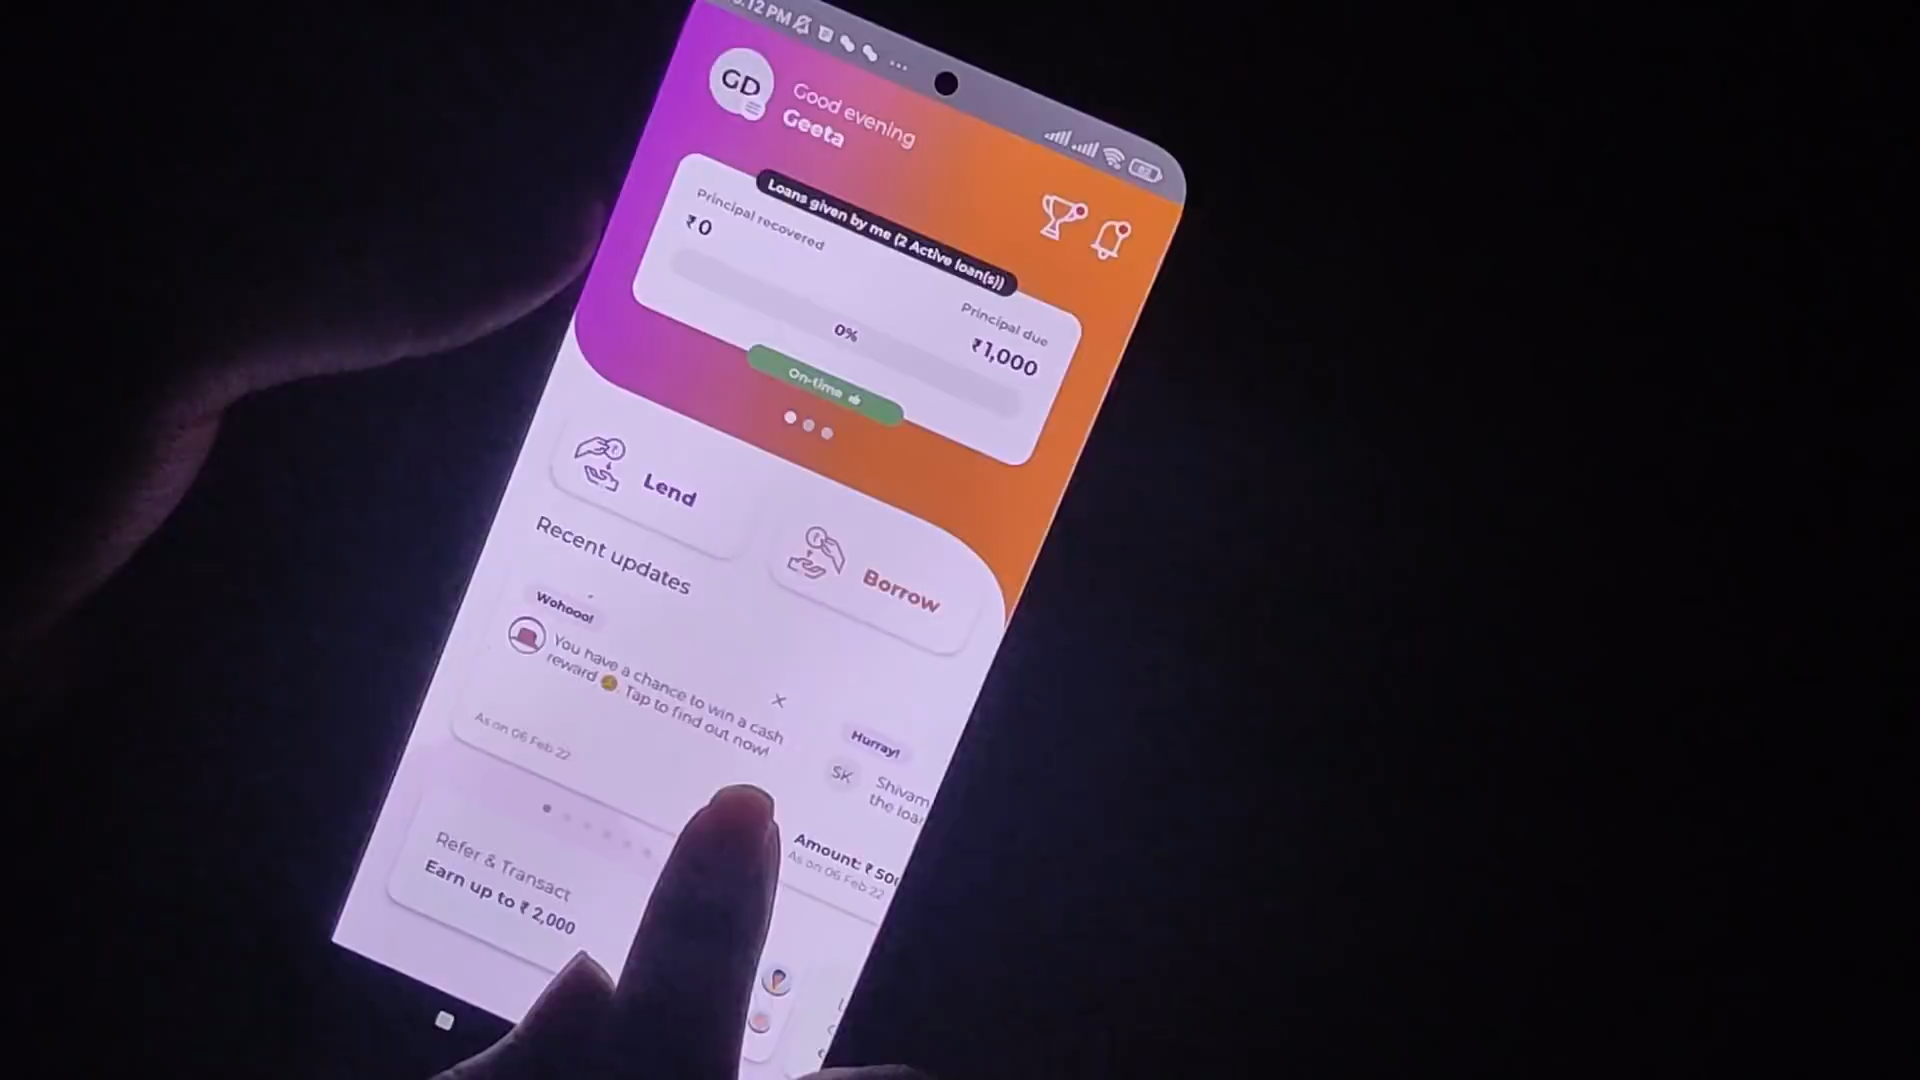 :12 PM
GD
Good evening
Geeta
Loans given by me (2 Active loan(s))
Principal recovered
₹0
Principal due
₹1,000
0%
On-time
Lend
Borrow
Recent updates
Wohooo!
You have a chance to win a cash
reward . Tap to find out now!
As on 06 Feb 22
Hurray!
SK
Shivam
the loa
Amount: ₹ 50
As on 06 Feb 22
Refer & Transact
Earn up to ₹ 2,000